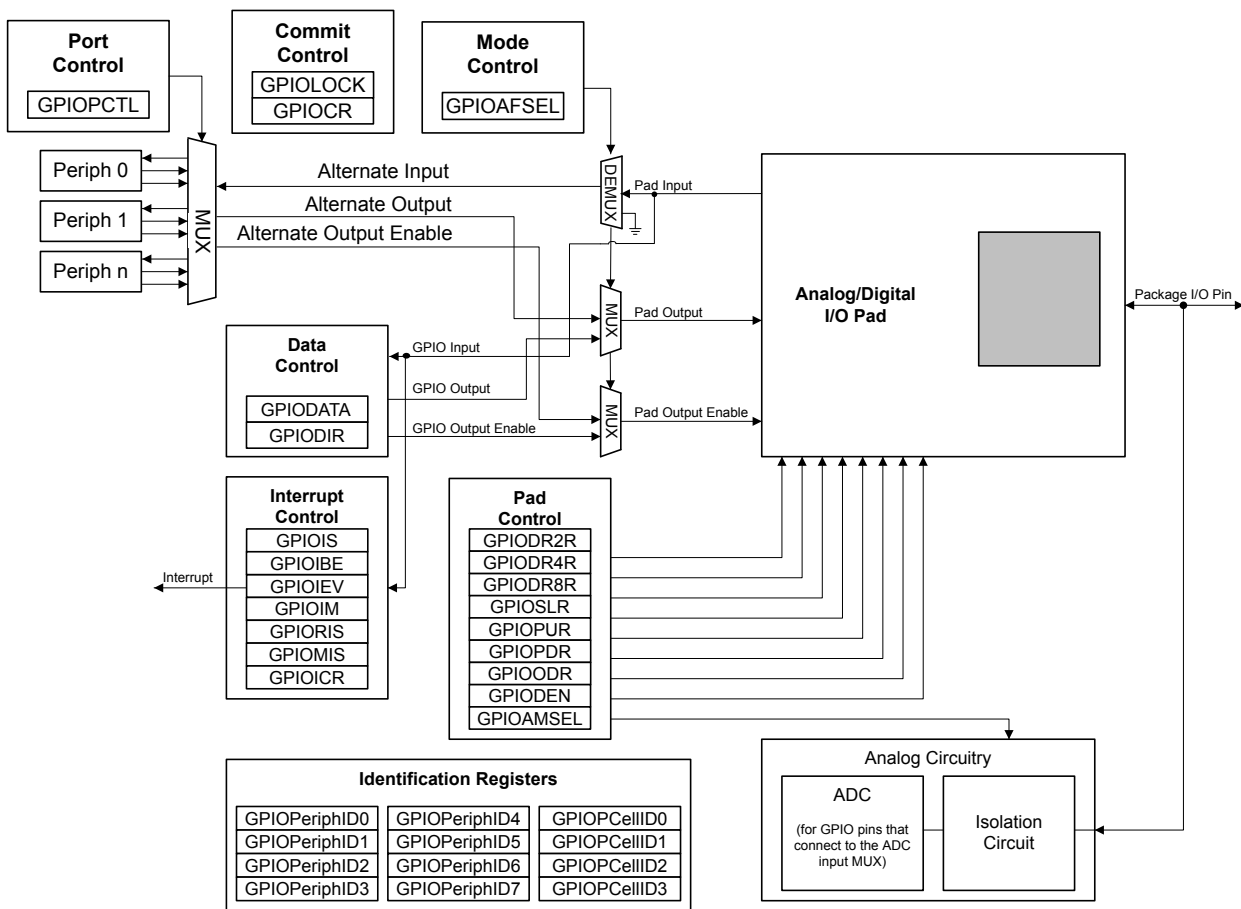 Port
Control
GPIOPCTL
Commit
Control
GPIOLOCK
GPIOCR
Mode
Control
GPIOAFSEL
Periph 0
Periph 1
Periph n
MUX
Alternate Input
Alternate Output
Alternate Output Enable
DEMUX
Pad Input
MUX
Pad Output
MUX
Pad Output Enable
Analog/Digital
I/O Pad
Package I/O Pin
Data
Control
GPIODATA
GPIODIR
GPIO Input
GPIO Output
GPIO Output Enable
Interrupt
Control
GPIOIS
GPIOIBE
GPIOIEV
GPIOIM
GPIORIS
GPIOMIS
GPIOICR
Interrupt
Pad
Control
GPIODR2R
GPIODR4R
GPIODR8R
GPIOSLR
GPIOPUR
GPIOPDR
GPIOODR
GPIODEN
GPIOAMSEL
Analog Circuitry
ADC
(for GPIO pins that
connect to the ADC
input MUX)
Isolation
Circuit
Identification Registers
GPIOPeriphID0
GPIOPeriphID1
GPIOPeriphID2
GPIOPeriphID3
GPIOPeriphID4
GPIOPeriphID5
GPIOPeriphID6
GPIOPeriphID7
GPIOPCellID0
GPIOPCellID1
GPIOPCellID2
GPIOPCellID3